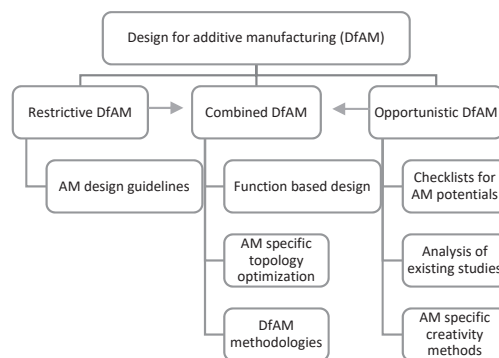 Design for additive manufacturing (DfAM)
Restrictive DfAM
Combined DfAM
Opportunistic DfAM
AM design guidelines
Function based design
Checklists for
AM potentials
AM specific
topology
optimization
Analysis of
existing studies
DfAM
methodologies
AM specific
creativity
methods